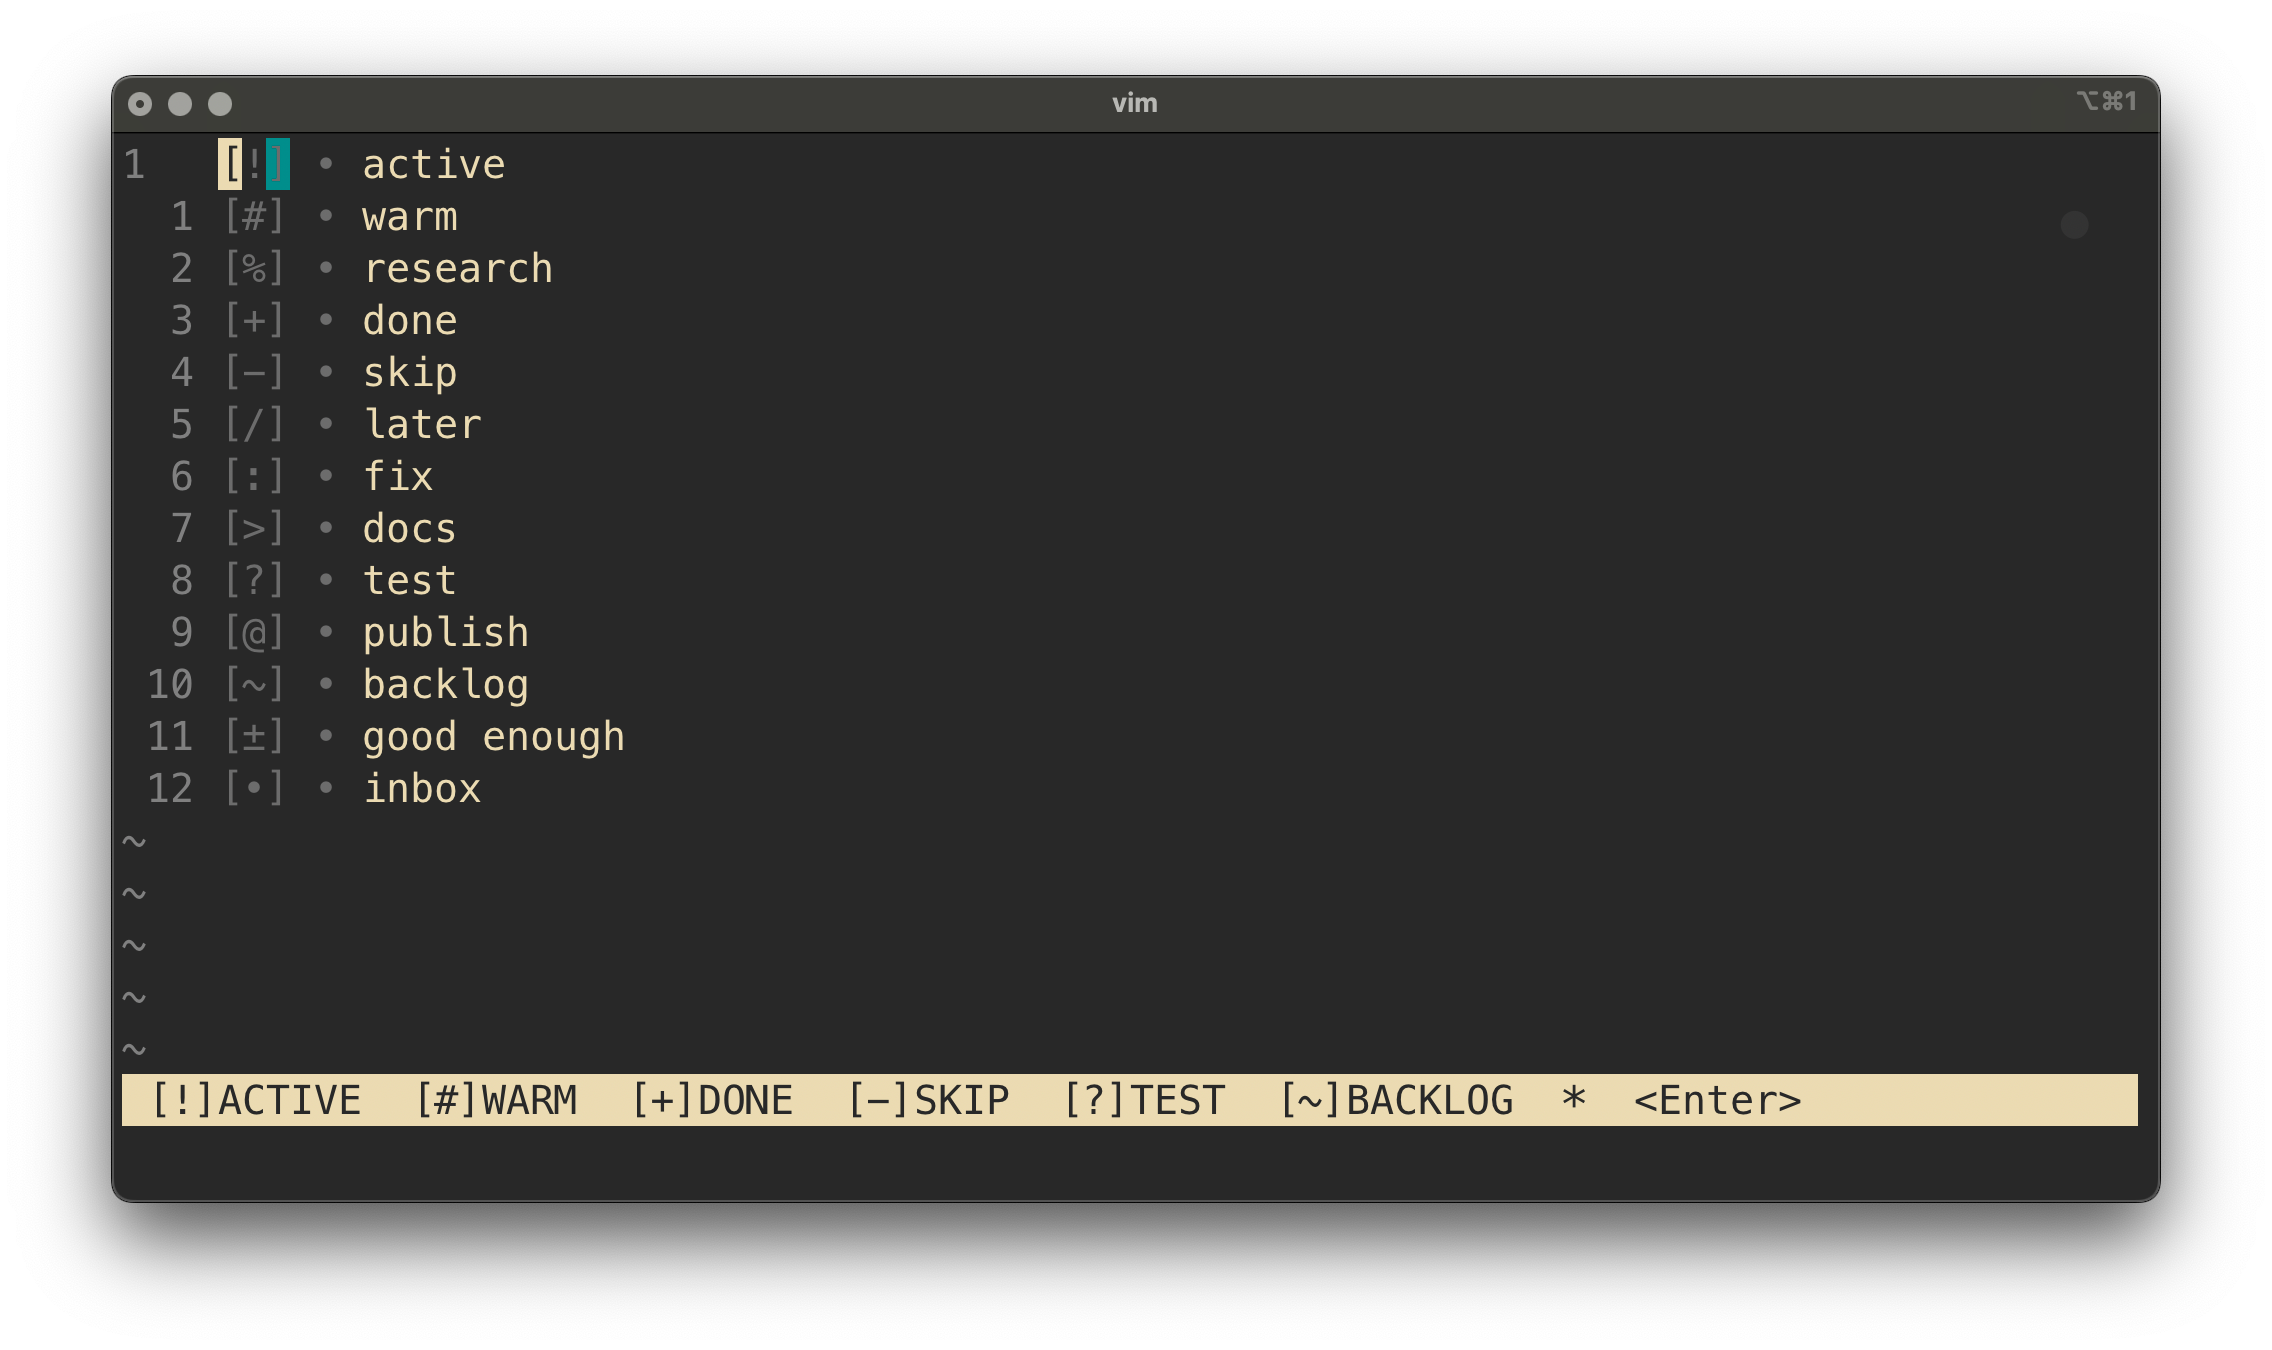 vim ⌥⌘1
1 [!] • active
1 [#] • warm
2 [%] • research
3 [+] • done
4 [-] • skip
5 [/] • later
6 [:] • fix
7 [>] • docs
8 [?] • test
9 [@] • publish
10 [~] • backlog
11 [±] • good enough
12 [•] • inbox
~
~
~
~
~
[!]ACTIVE [#]WARM [+]DONE [-]SKIP [?]TEST [~]BACKLOG * <Enter>